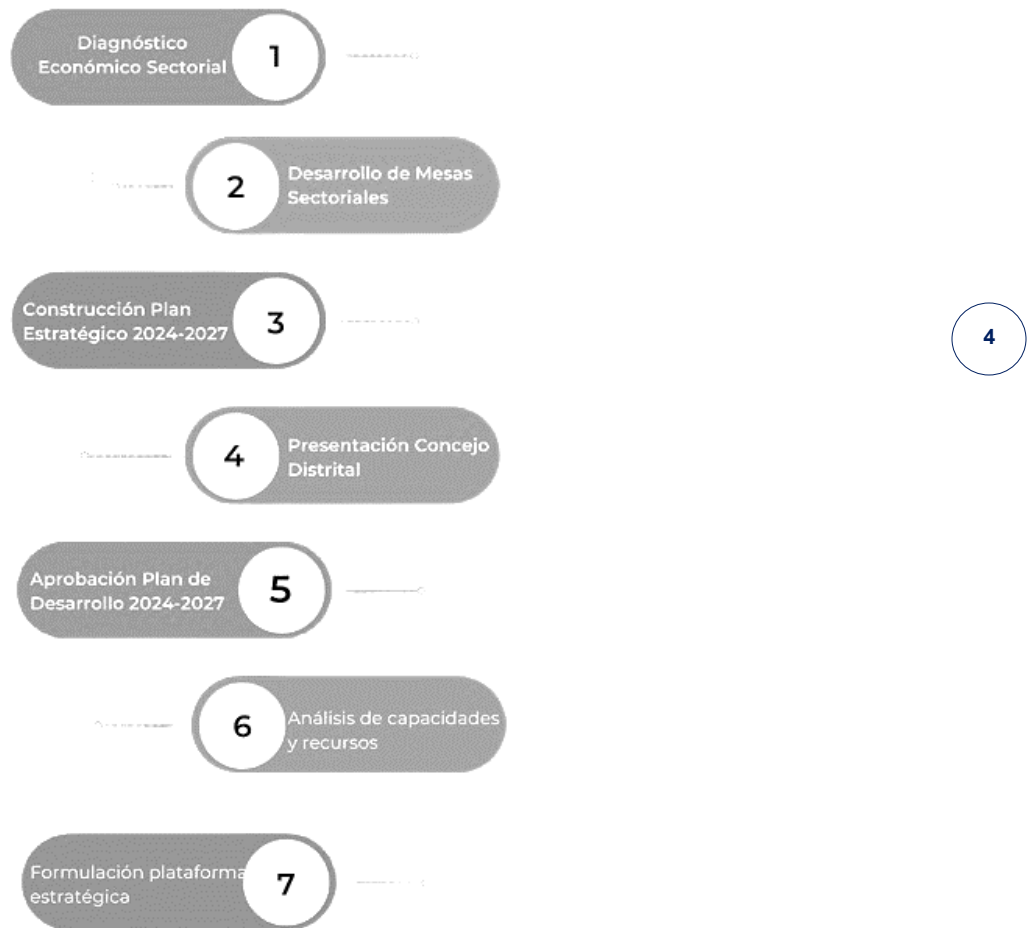 Diagnóstico
Económico Sectorial
1
2
Desarrollo de Mesas
Sectoriales
Construcción Plan
Estratégico 2024-2027
3
4
4
Presentación Concejo
Distrital
Aprobación Plan de
Desarrollo 2024-2027
5
6
Análisis de capacidades
y recursos
Formulación plataforma
estratégica
7